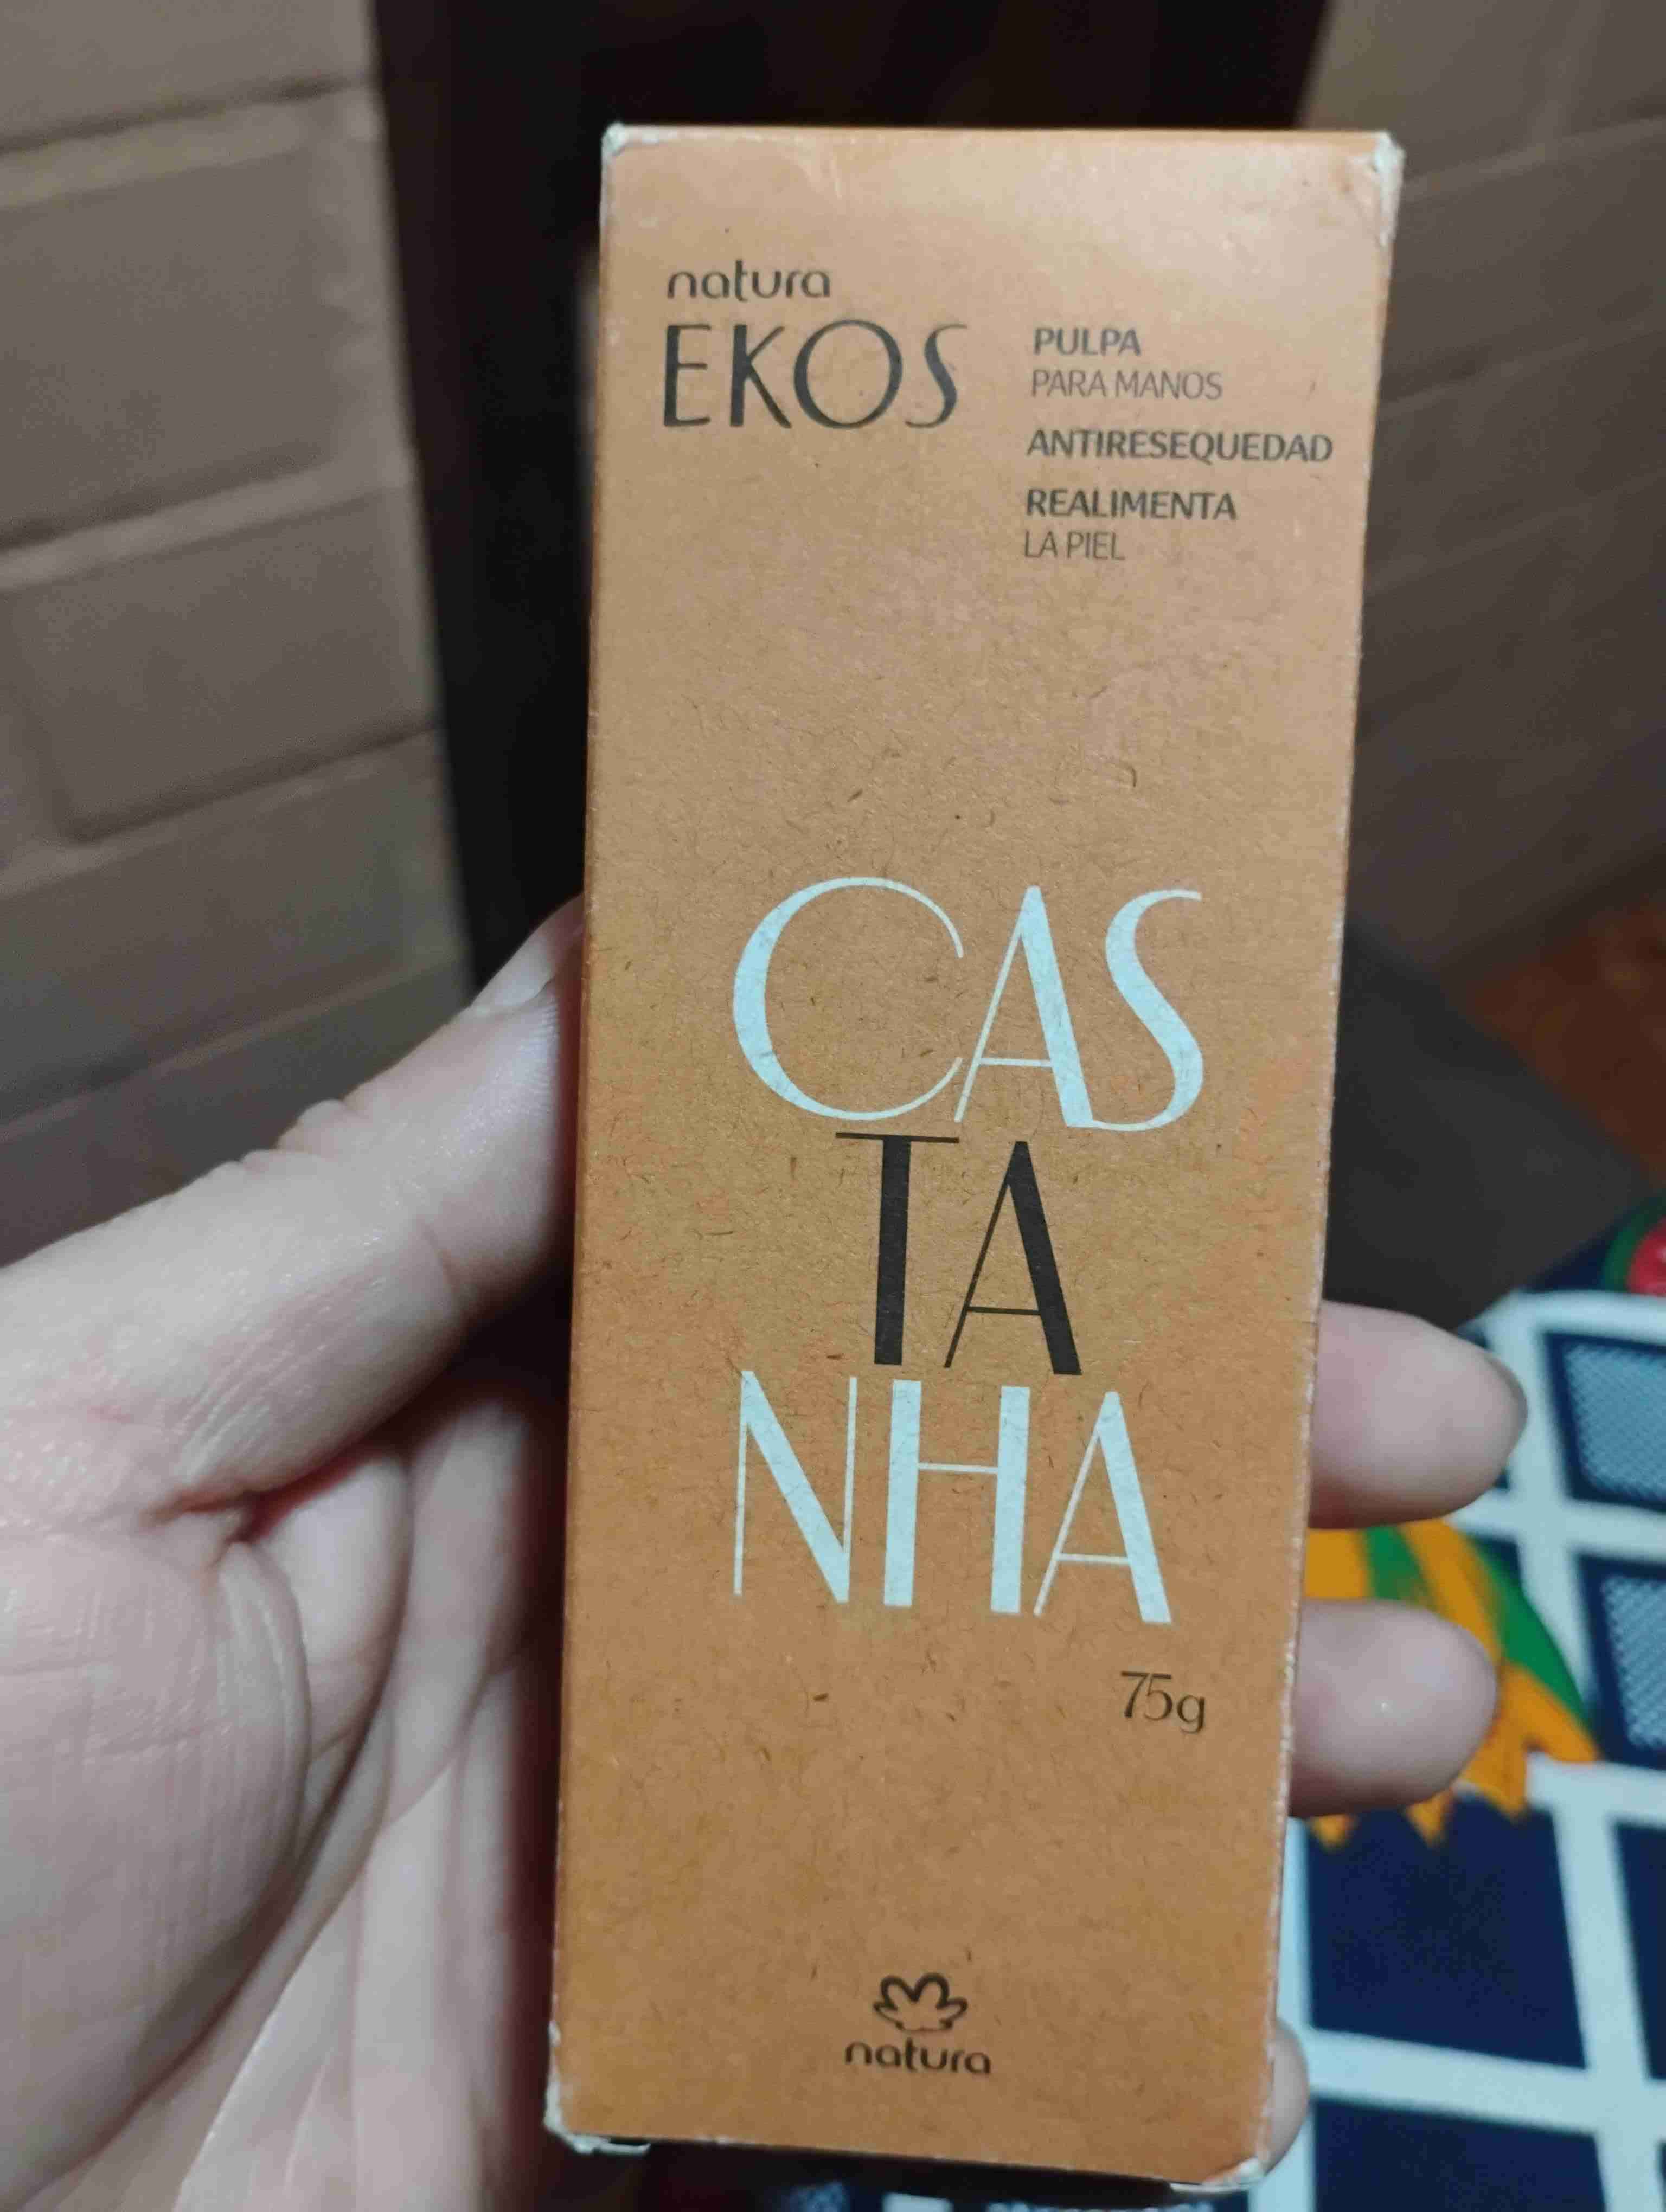 natura
EKOS
PULPA
PARA MANOS
ANTIRESEQUEDAD
REALIMENTA
LA PIEL
CAS
TA
NHA
75g
natura